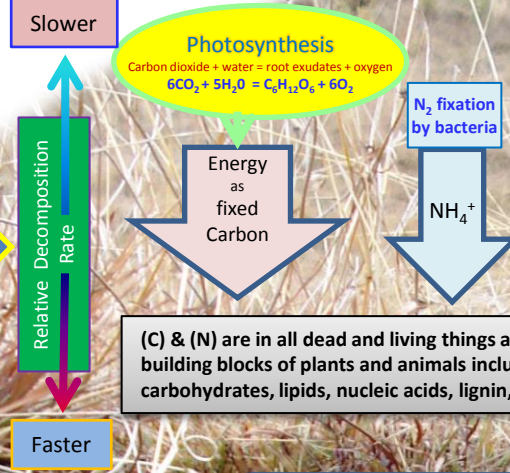 Slower
Photosynthesis
Carbon dioxide + water = root exudates + oxygen
6CO₂ + 5H₂0 = C₆H₁₂O₆ + 6O₂
N₂ fixation
by bacteria
Energy
as
fixed
Carbon
NH₄⁺
Relative Decomposition
Rate
(C) & (N) are in all dead and living things a
building blocks of plants and animals inclu
carbohydrates, lipids, nucleic acids, lignin,
Faster